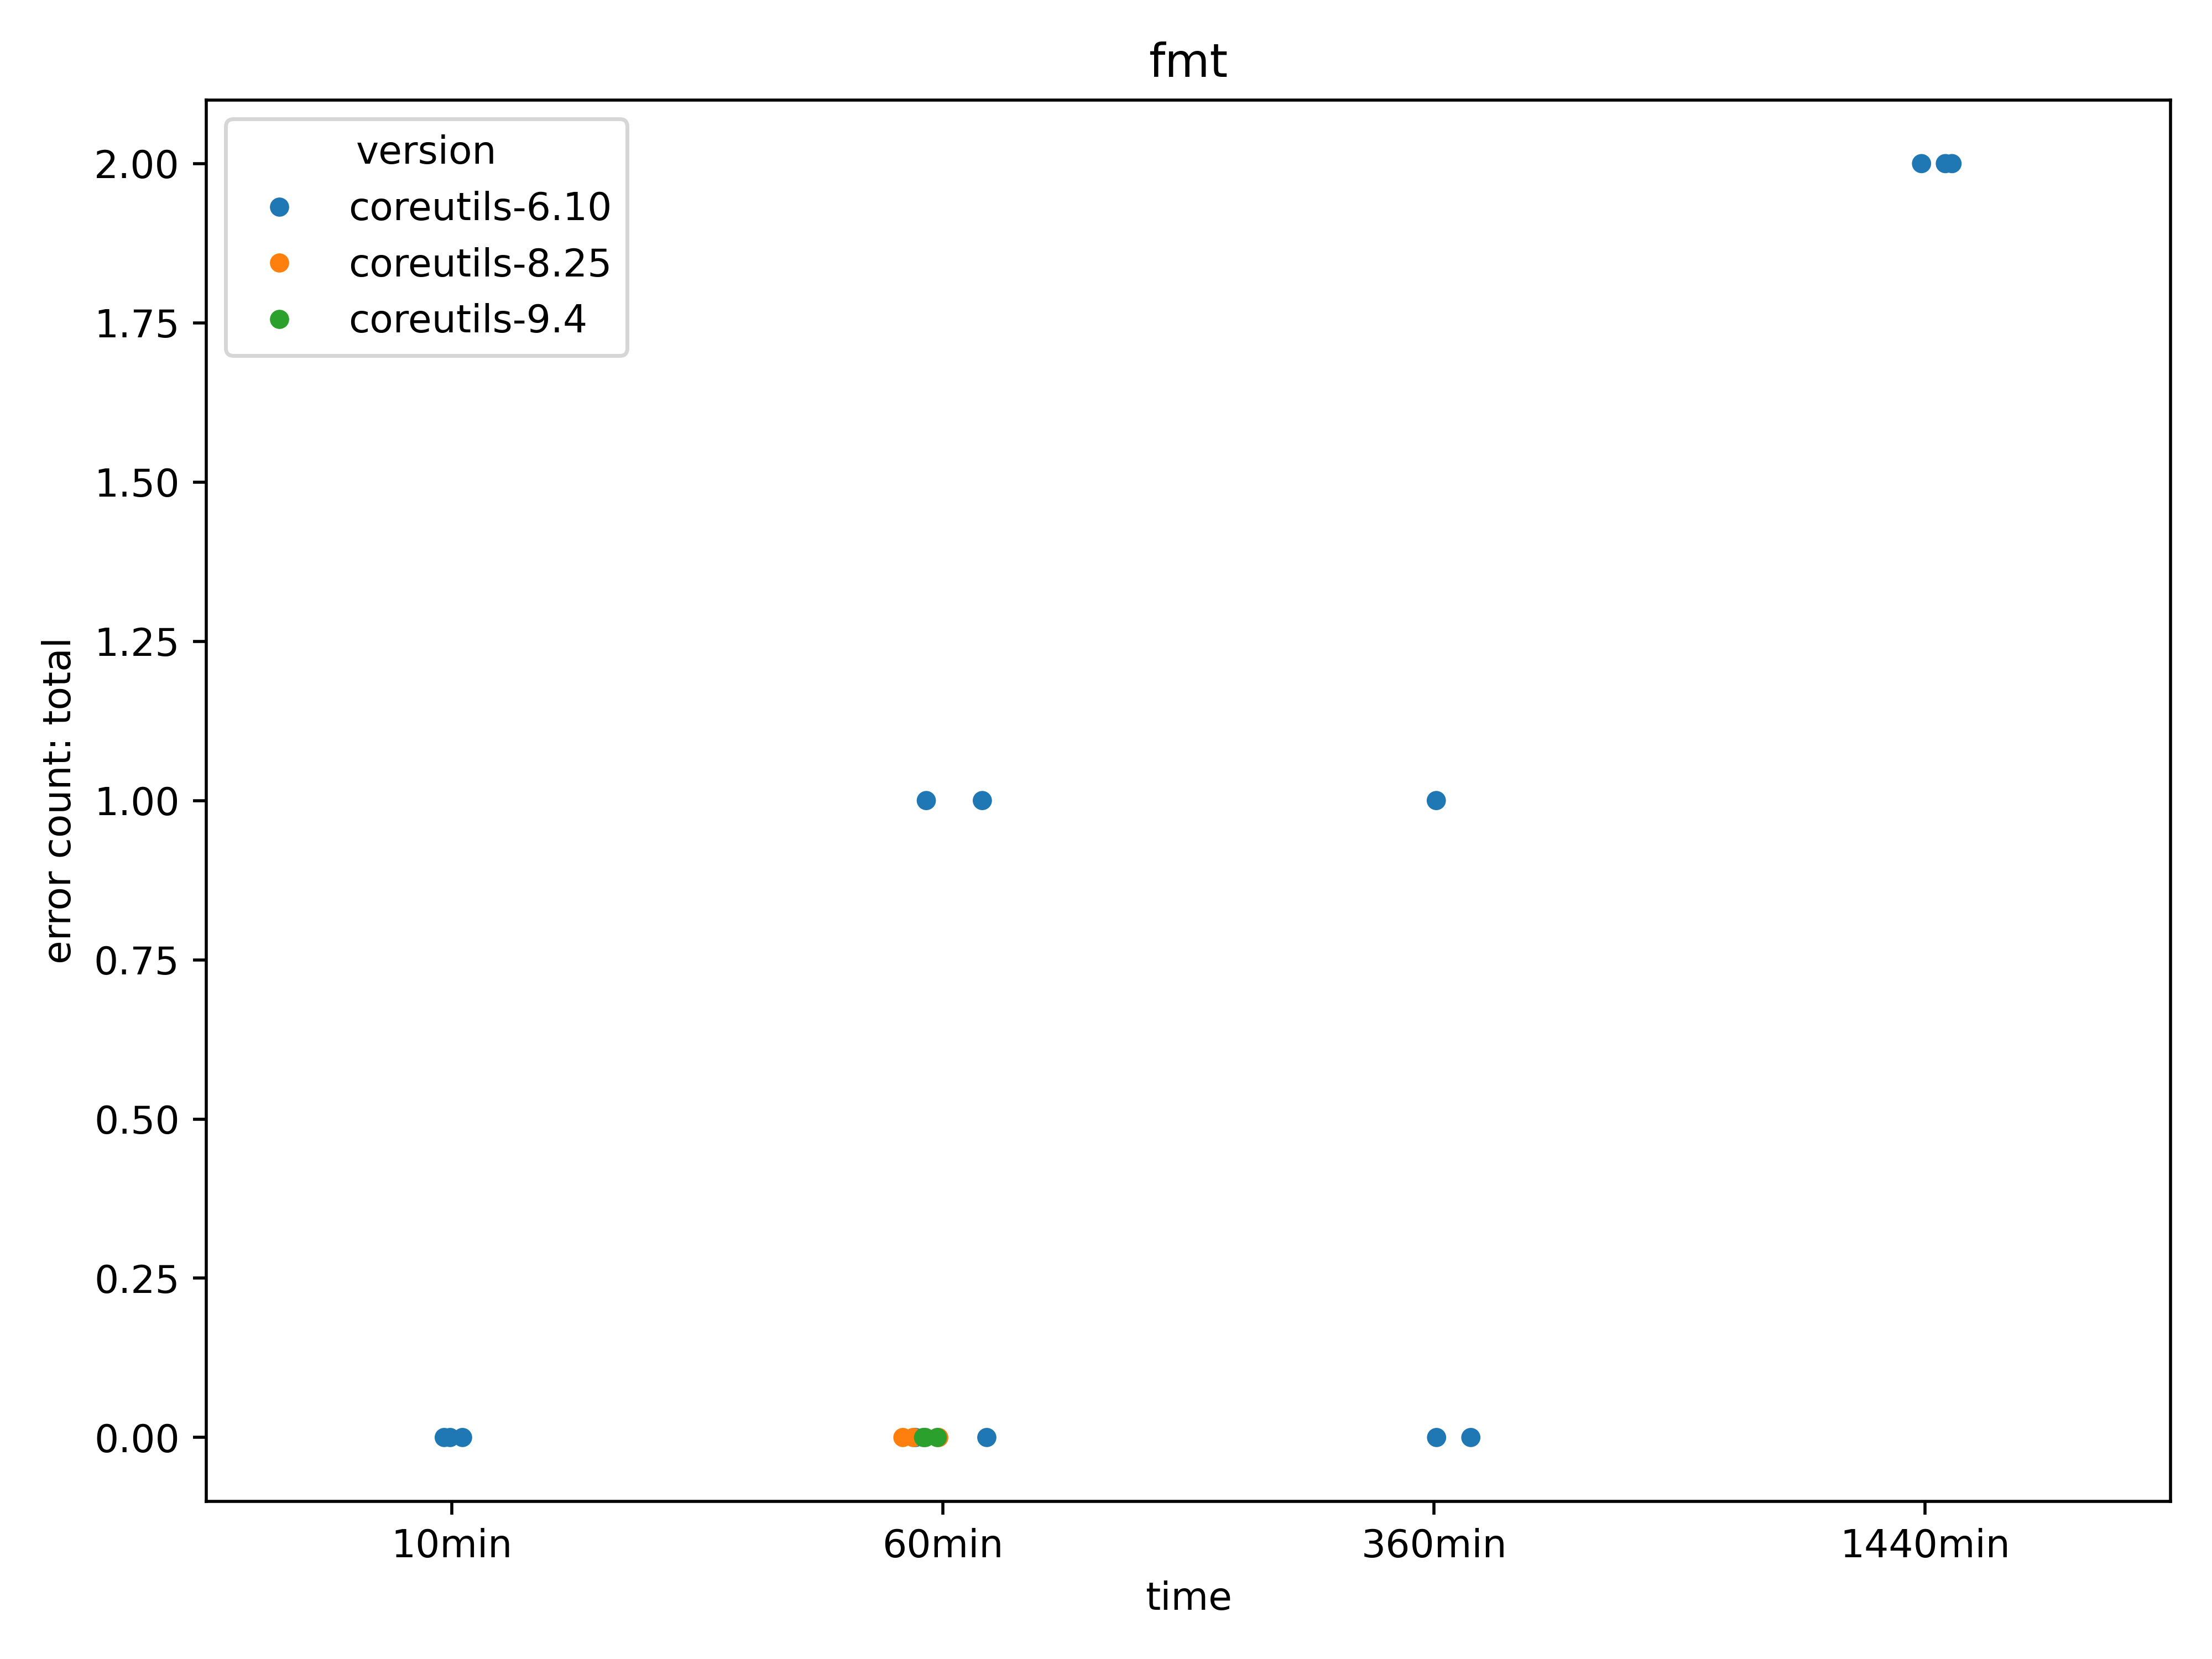 fmt
version
coreutils-6.10
coreutils-8.25
coreutils-9.4
error count: total
2.00
1.75
1.50
1.25
1.00
0.75
0.50
0.25
0.00
10min
60min
360min
1440min
time